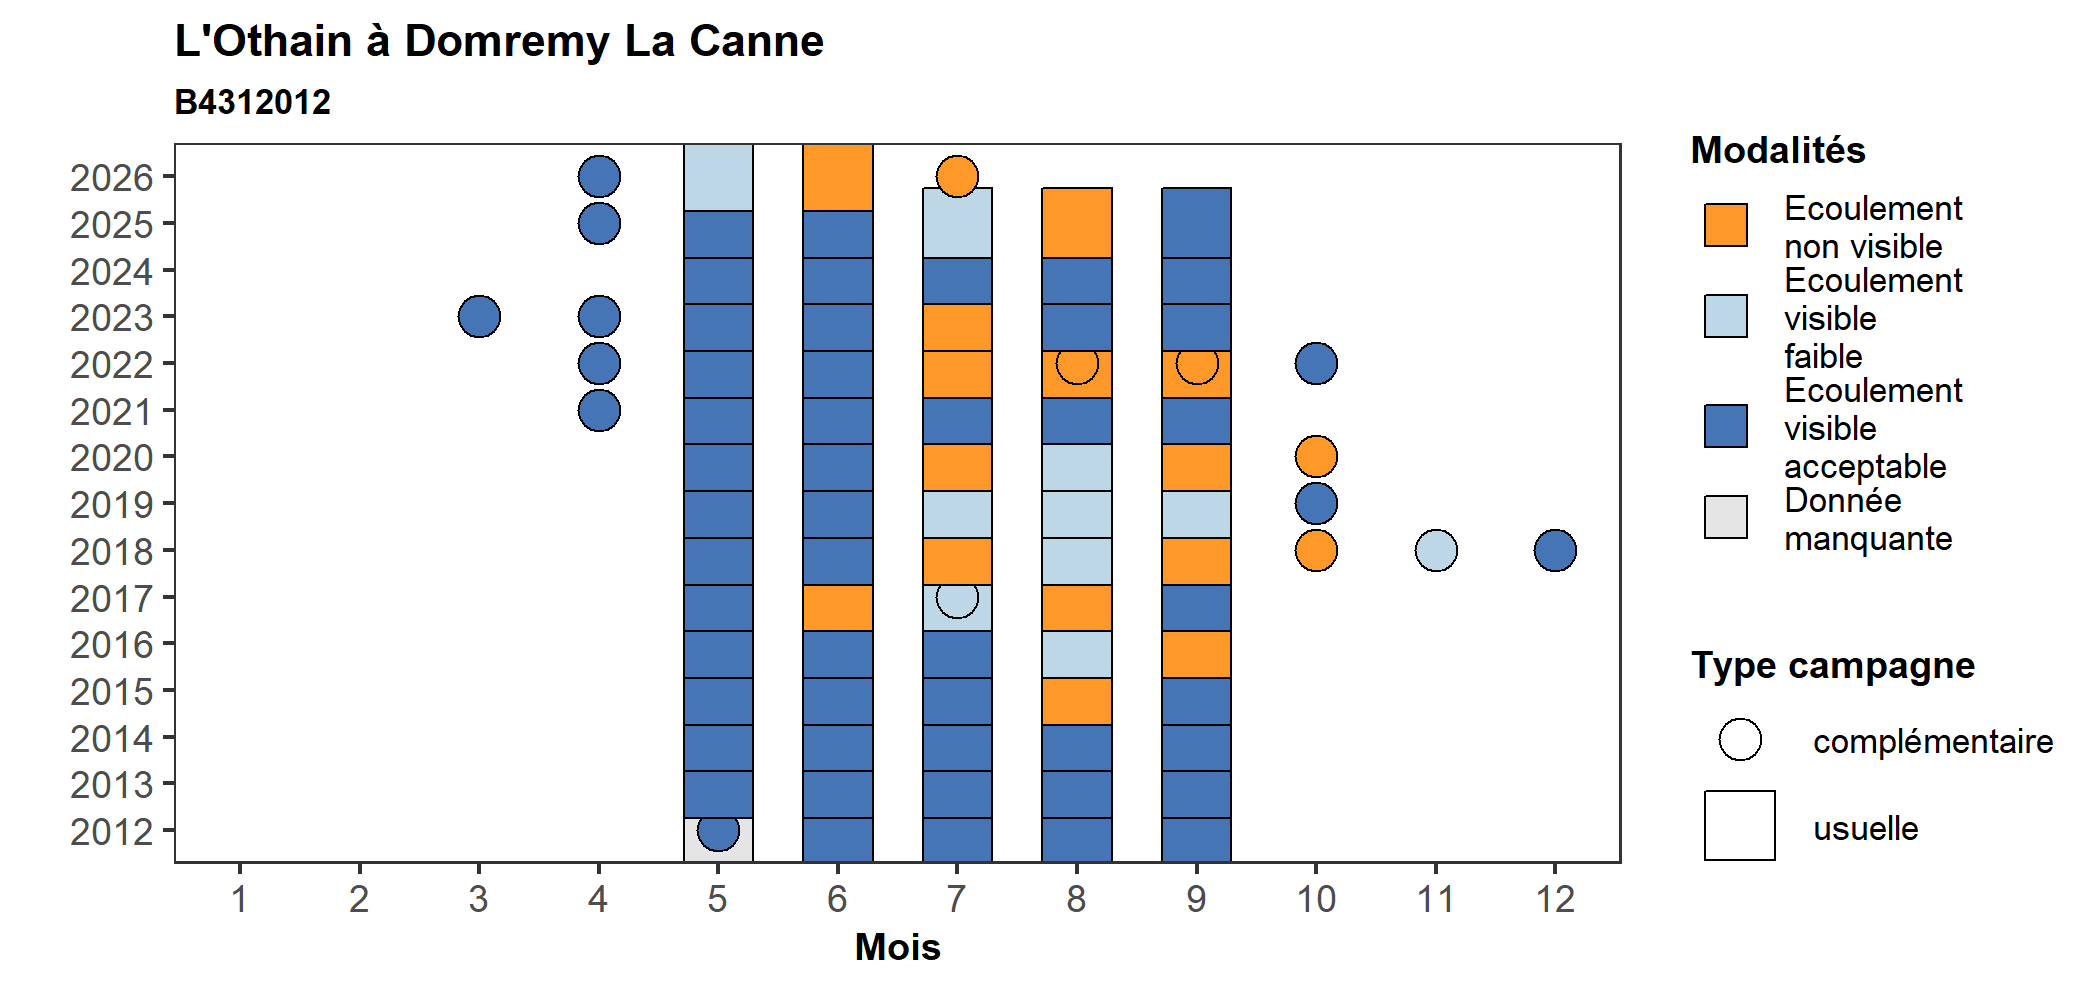 L'Othain à Domremy La Canne
B4312012
2026
2025
2024
2023
2022
2021
2020
2019
2018
2017
2016
2015
2014
2013
2012
1 2 3 4 5 6 7 8 9 10 11 12
Mois
Modalités
Ecoulement
non visible
Ecoulement
visible
faible
Ecoulement
visible
acceptable
Donnée
manquante
Type campagne
complémentaire
usuelle